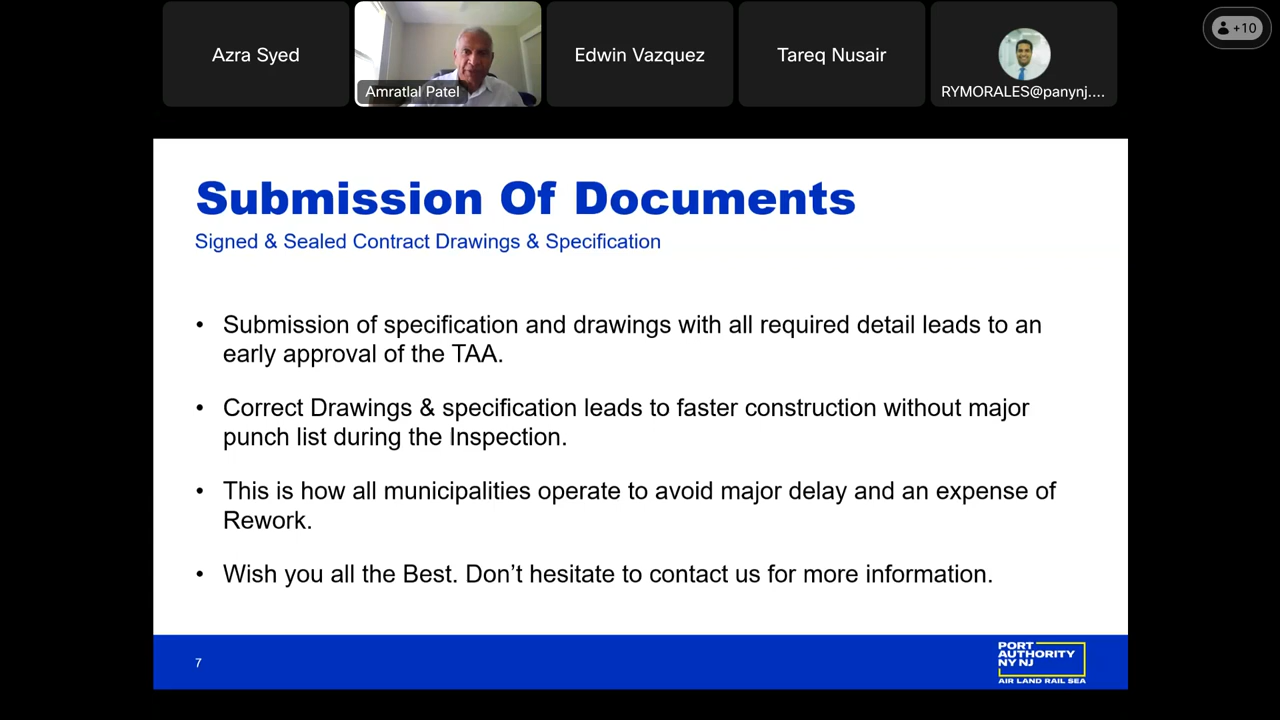 Azra Syed
Amratlal Patel
Edwin Vazquez
Tareq Nusair
RYMORALES@panynj....
+10
Submission Of Documents
Signed & Sealed Contract Drawings & Specification
• Submission of specification and drawings with all required detail leads to an
early approval of the TAA.
• Correct Drawings & specification leads to faster construction without major
punch list during the Inspection.
• This is how all municipalities operate to avoid major delay and an expense of
Rework.
• Wish you all the Best. Don’t hesitate to contact us for more information.
7
PORT
AUTHORITY
NY NJ
AIR LAND RAIL SEA